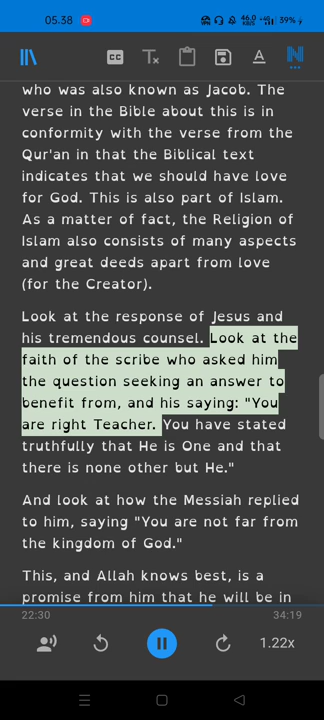 05.38
46.0
KB/S
39%
CC
who was also known as Jacob. The
verse in the Bible about this is in
conformity with the verse from the
Qur'an in that the Biblical text
indicates that we should have love
for God. This is also part of Islam.
As a matter of fact, the Religion of
Islam also consists of many aspects
and great deeds apart from love
(for the Creator).
Look at the response of Jesus and
his tremendous counsel. Look at the
faith of the scribe who asked him
the question seeking an answer to
benefit from, and his saying: "You
are right Teacher. You have stated
truthfully that He is One and that
there is none other but He."
And look at how the Messiah replied
to him, saying "You are not far from
the kingdom of God."
This, and Allah knows best, is a
promise from him that he will be in
22:30
34:19
1.22x